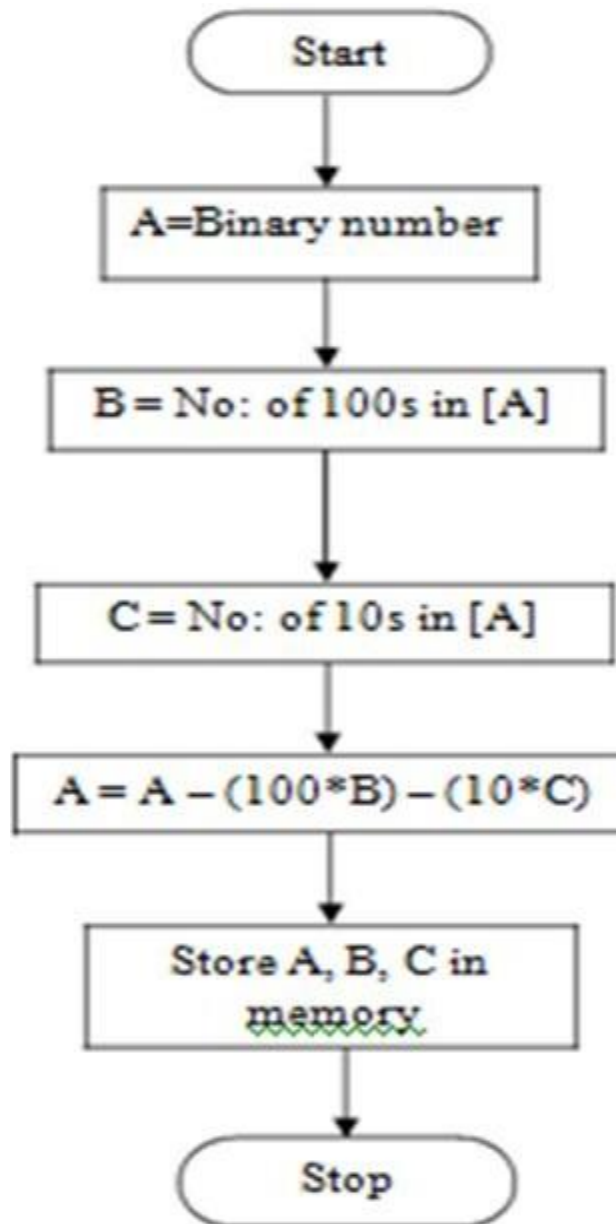 Start
A=Binary number
B = No: of 100s in [A]
C = No: of 10s in [A]
A = A – (100*B) – (10*C)
Store A, B, C in
memory
Stop